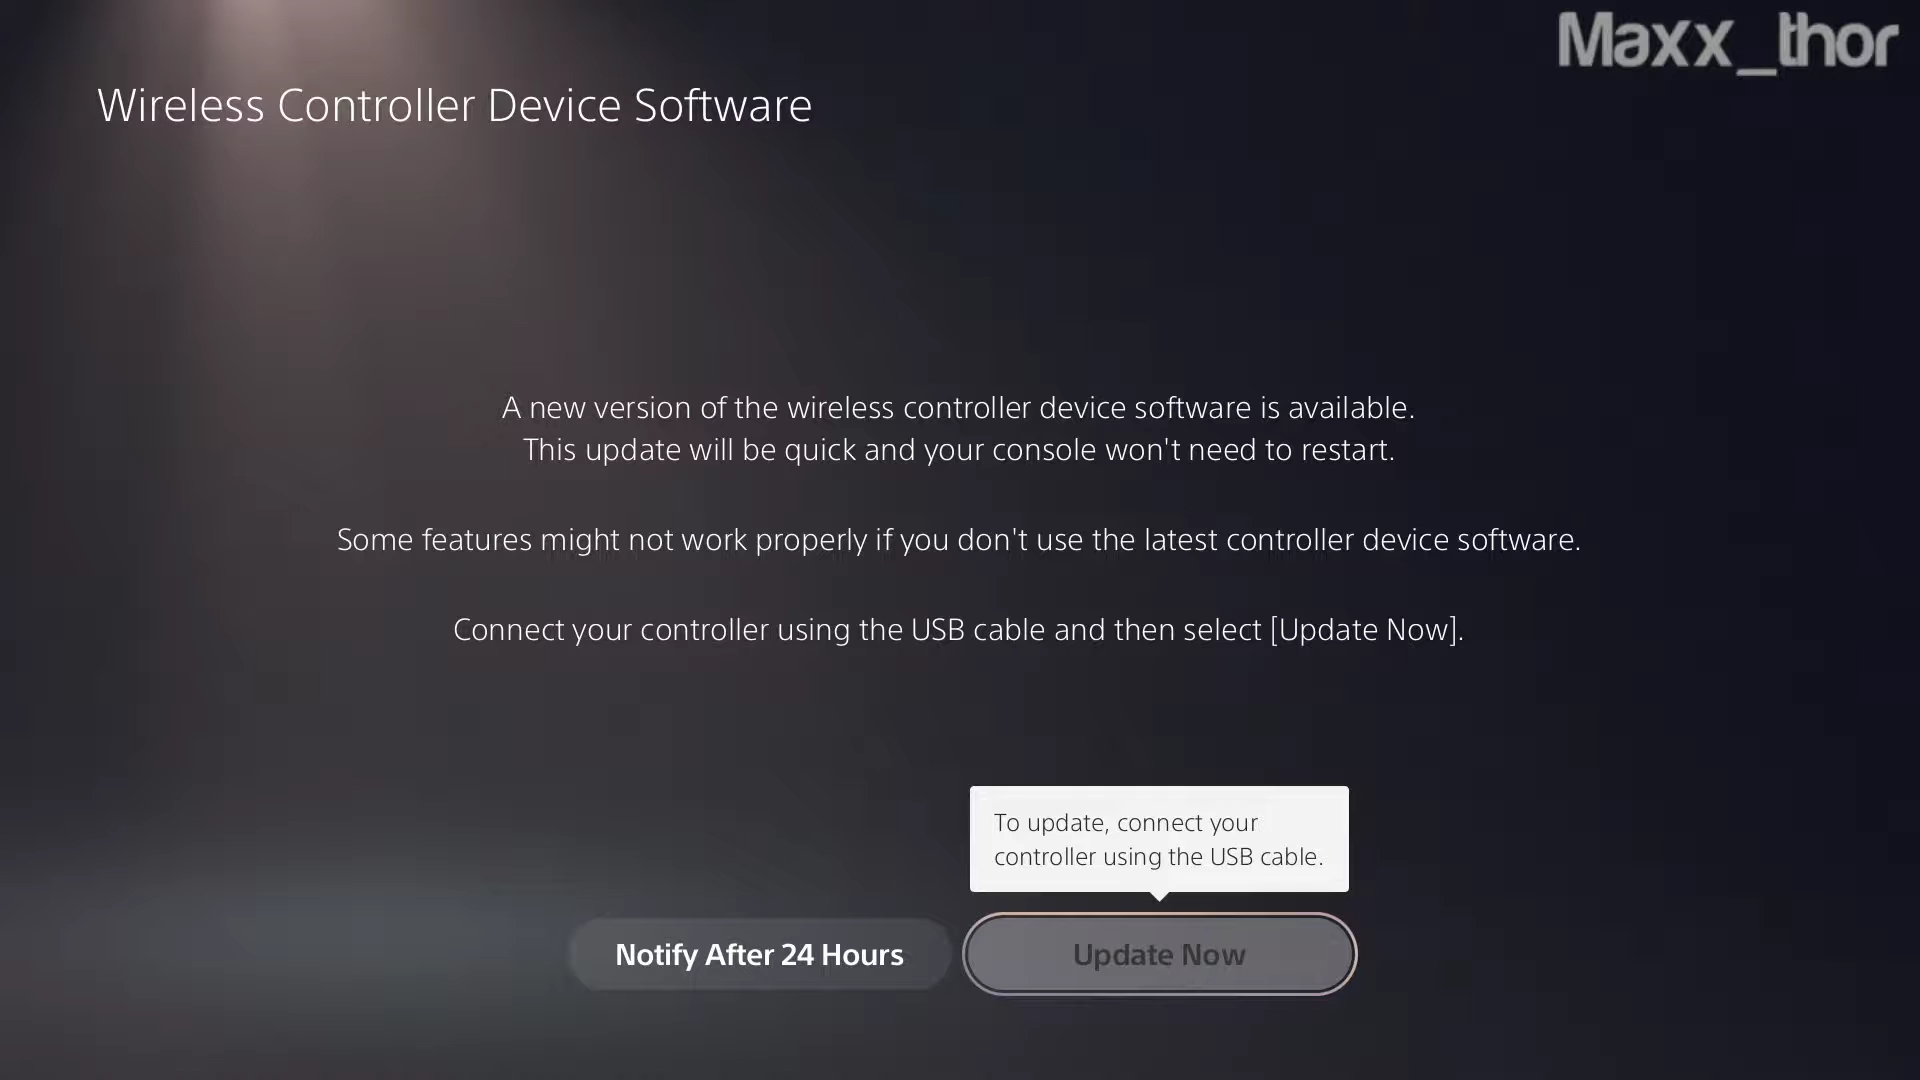 Maxx_thor
Wireless Controller Device Software
A new version of the wireless controller device software is available.
This update will be quick and your console won't need to restart.
Some features might not work properly if you don't use the latest controller device software.
Connect your controller using the USB cable and then select [Update Now].
To update, connect your
controller using the USB cable.
Notify After 24 Hours
Update Now